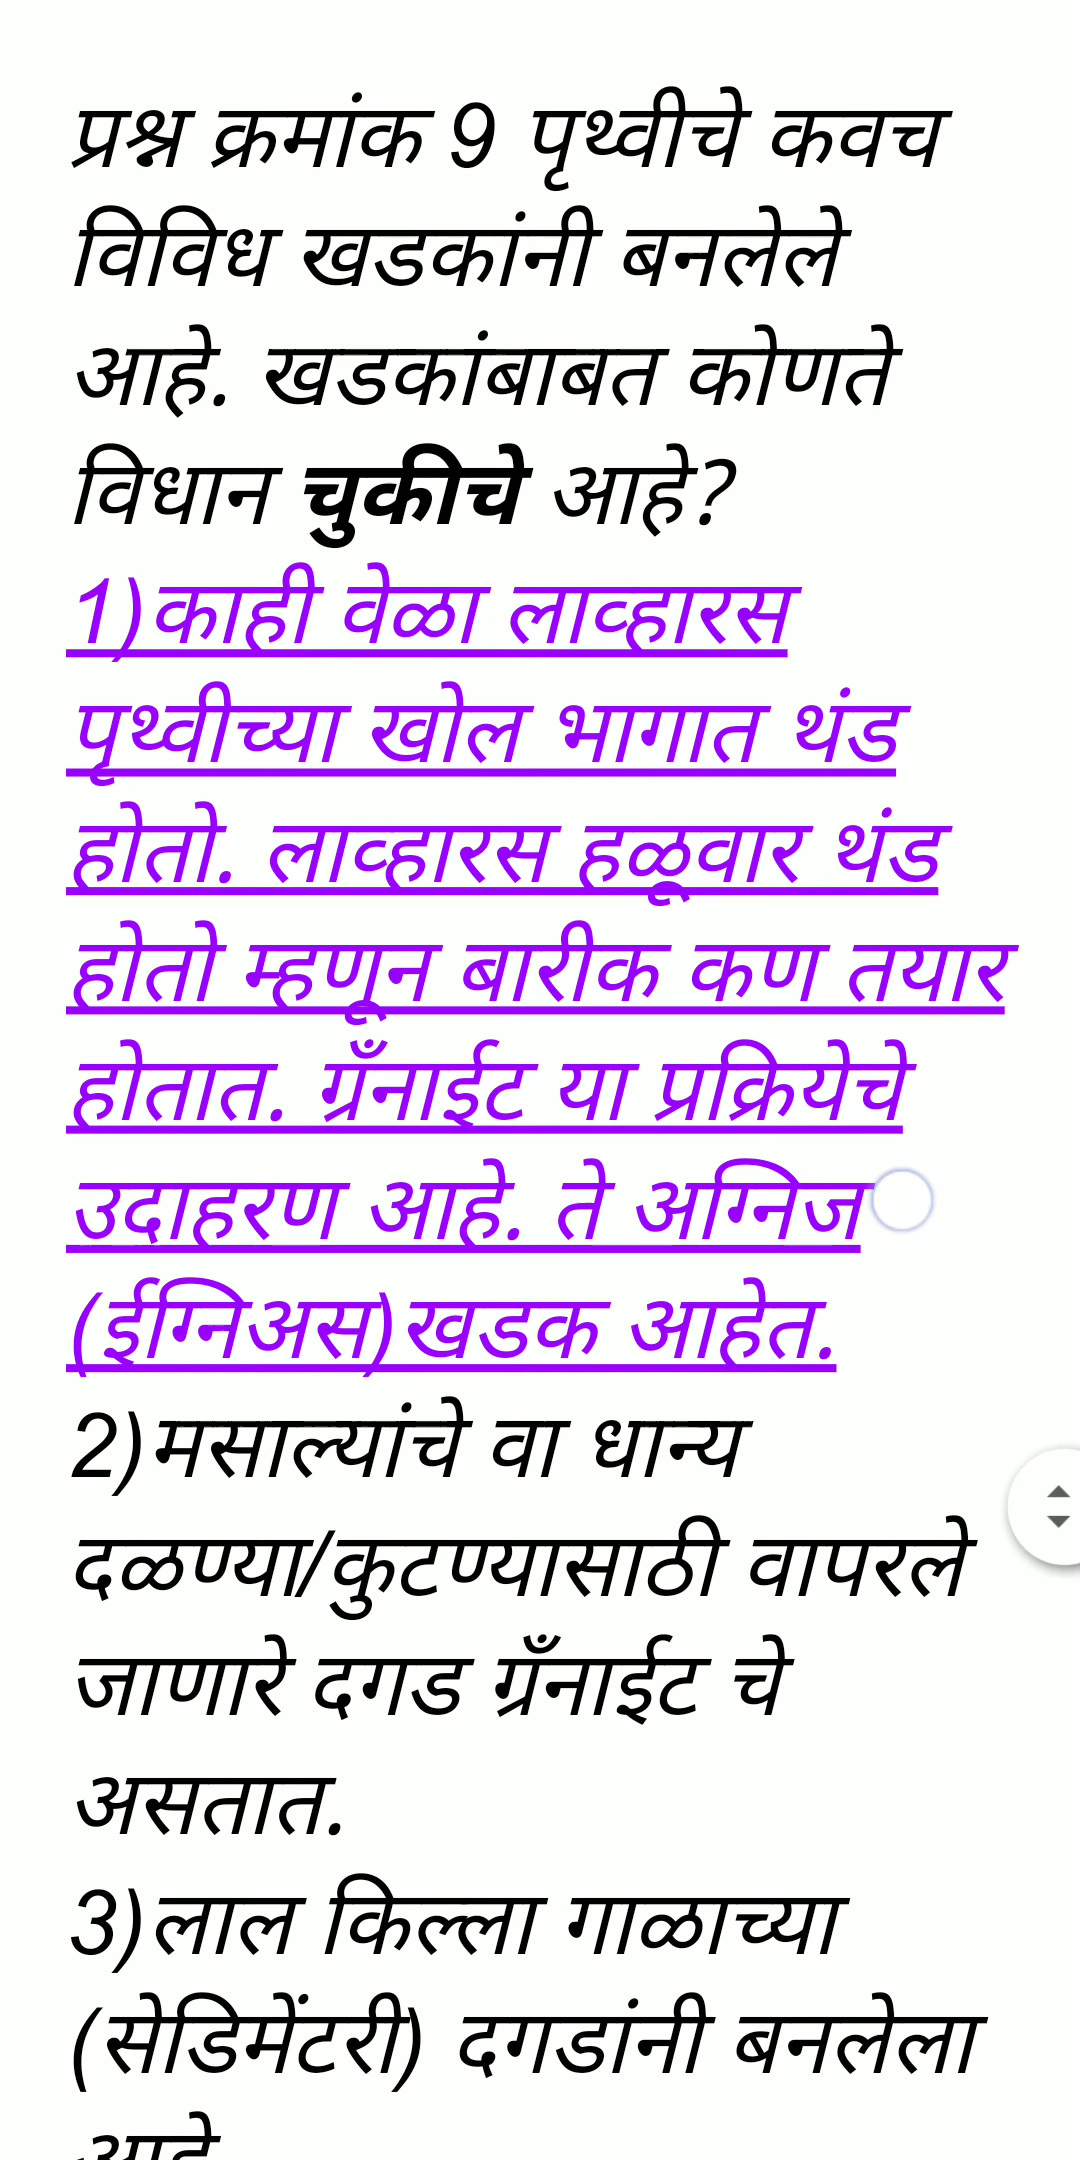 प्रश्न क्रमांक 9 पृथ्वीचे कवच
विविध खडकांनी बनलेले
आहे. खडकांबाबत कोणते
विधान चुकीचे आहे?
1)काही वेळा लाव्हारस
पृथ्वीच्या खोल भागात थंड
होतो. लाव्हारस हळूवार थंड
होतो म्हणून बारीक कण तयार
होतात. ग्रॅंनाईट या प्रक्रियेचे
उदाहरण आहे. ते अग्निज
(ईग्निअस)खडक आहेत.
2)मसाल्यांचे वा धान्य
दळण्या/कुटण्यासाठी वापरले
जाणारे दगड ग्रॅंनाईट चे
असतात.
3)लाल किल्ला गाळाच्या
(सेडिमेंटरी) दगडांनी बनलेला
आहे